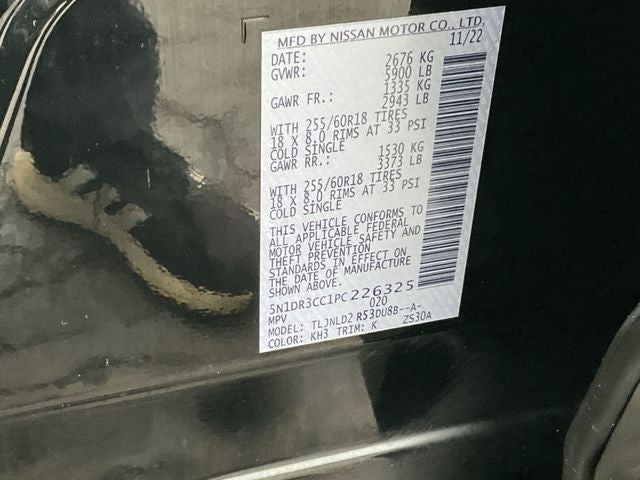 MFD BY NISSAN MOTOR CO., LTD.
DATE: 11/22
GVWR: 2676 KG
5900 LB
GAWR FR.: 1335 KG
2943 LB
WITH 255/60R18 TIRES
18 X 8.0 RIMS AT 33 PSI
COLD SINGLE
GAWR RR.: 1530 KG
3373 LB
WITH 255/60R18 TIRES
18 X 8.0 RIMS AT 33 PSI
COLD SINGLE
THIS VEHICLE CONFORMS TO
ALL APPLICABLE FEDERAL
MOTOR VEHICLE SAFETY AND
THEFT PREVENTION
STANDARDS IN EFFECT ON
THE DATE OF MANUFACTURE
SHOWN ABOVE.
5N1DR3CC1PC226325
MPV 020
MODEL: TLJNLD2 R53DU8B--A-
COLOR: KH3 TRIM: K ZS30A